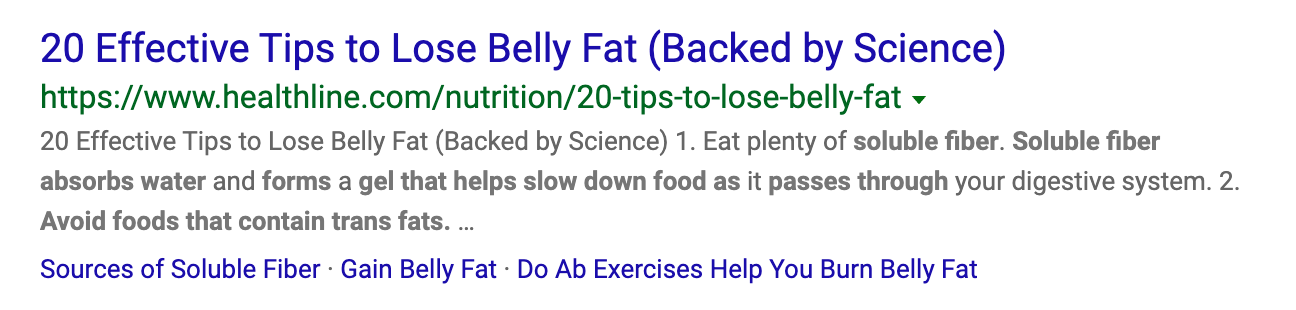 20 Effective Tips to Lose Belly Fat (Backed by Science)
https://www.healthline.com/nutrition/20-tips-to-lose-belly-fat
20 Effective Tips to Lose Belly Fat (Backed by Science) 1. Eat plenty of soluble fiber. Soluble fiber
absorbs water and forms a gel that helps slow down food as it passes through your digestive system. 2.
Avoid foods that contain trans fats. ...
Sources of Soluble Fiber · Gain Belly Fat · Do Ab Exercises Help You Burn Belly Fat